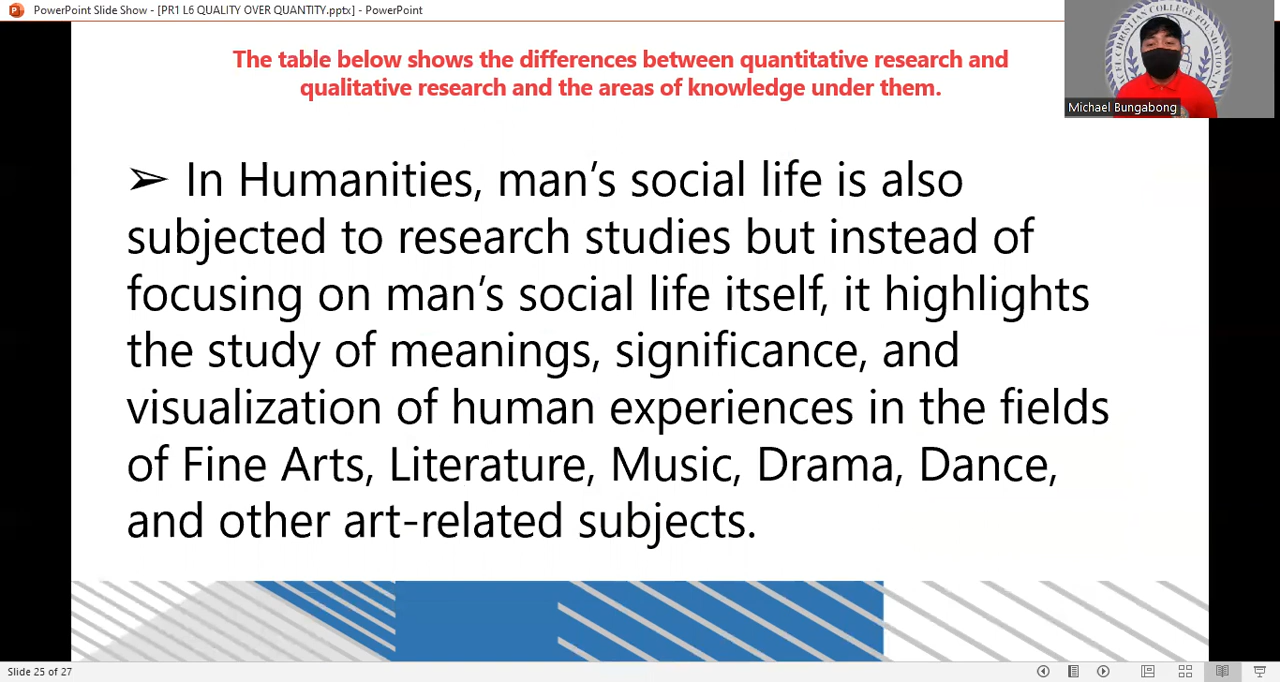 PowerPoint Slide Show - [PR1 L6 QUALITY OVER QUANTITY.pptx] - PowerPoint
The table below shows the differences between quantitative research and
qualitative research and the areas of knowledge under them.
Michael Bungabong
➢ In Humanities, man's social life is also
subjected to research studies but instead of
focusing on man's social life itself, it highlights
the study of meanings, significance, and
visualization of human experiences in the fields
of Fine Arts, Literature, Music, Drama, Dance,
and other art-related subjects.
Slide 25 of 27